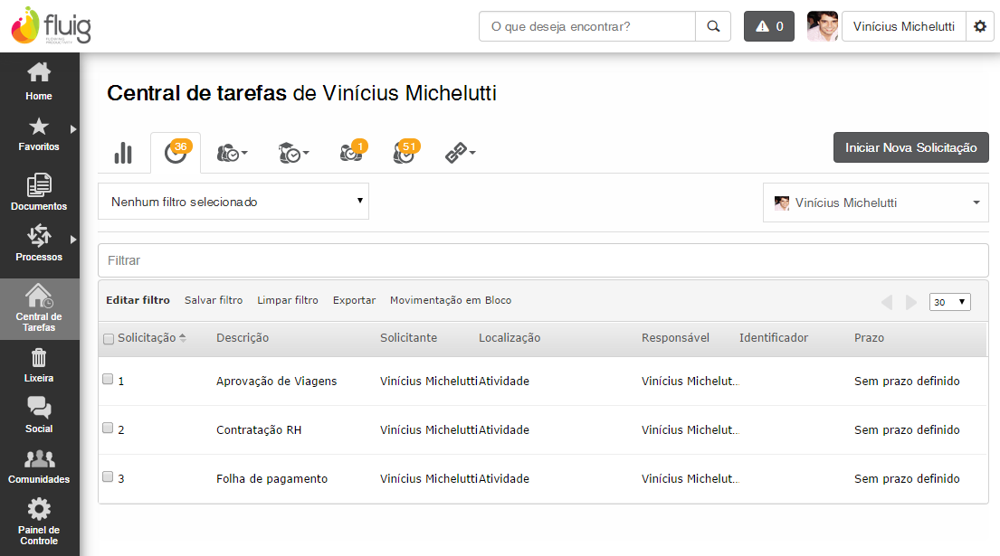 fluig
O que deseja encontrar?
0
Vinícius Michelutti
Home
Favoritos
Documentos
Processos
Central de
Tarefas
Lixeira
Social
Comunidades
Painel de
Controle
Central de tarefas de Vinícius Michelutti
36
1
51
Iniciar Nova Solicitação
Nenhum filtro selecionado
Vinícius Michelutti
Filtrar
Editar filtro Salvar filtro Limpar filtro Exportar Movimentação em Bloco 30
Solicitação Descrição Solicitante Localização Responsável Identificador Prazo
1 Aprovação de Viagens Vinícius Michelutti Atividade Vinícius Michelut... Sem prazo definido
2 Contratação RH Vinícius Michelutti Atividade Vinícius Michelut... Sem prazo definido
3 Folha de pagamento Vinícius Michelutti Atividade Vinícius Michelut... Sem prazo definido